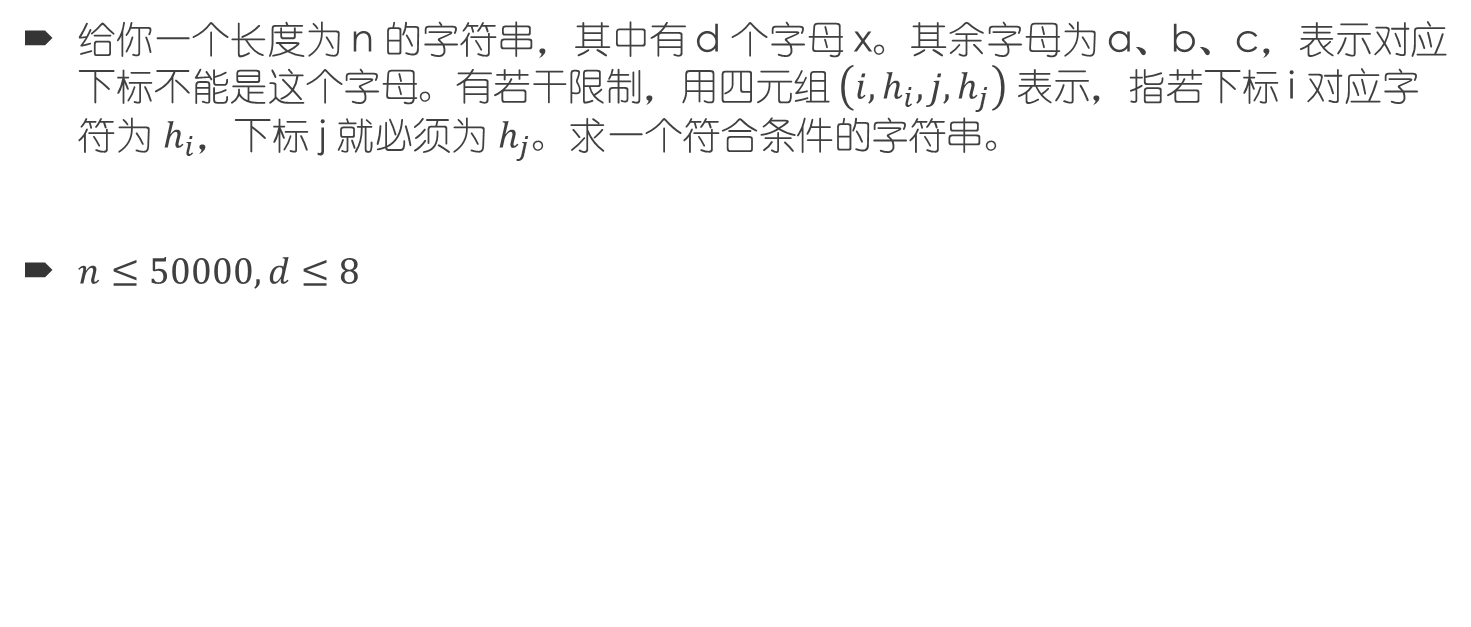 给你一个长度为 n 的字符串，其中有 d 个字母 x。其余字母为 a、b、c，表示对应
下标不能是这个字母。有若干限制，用四元组 (i, h_i, j, h_j) 表示，指若下标 i 对应字
符为 h_i，下标 j 就必须为 h_j。求一个符合条件的字符串。
n ≤ 50000, d ≤ 8